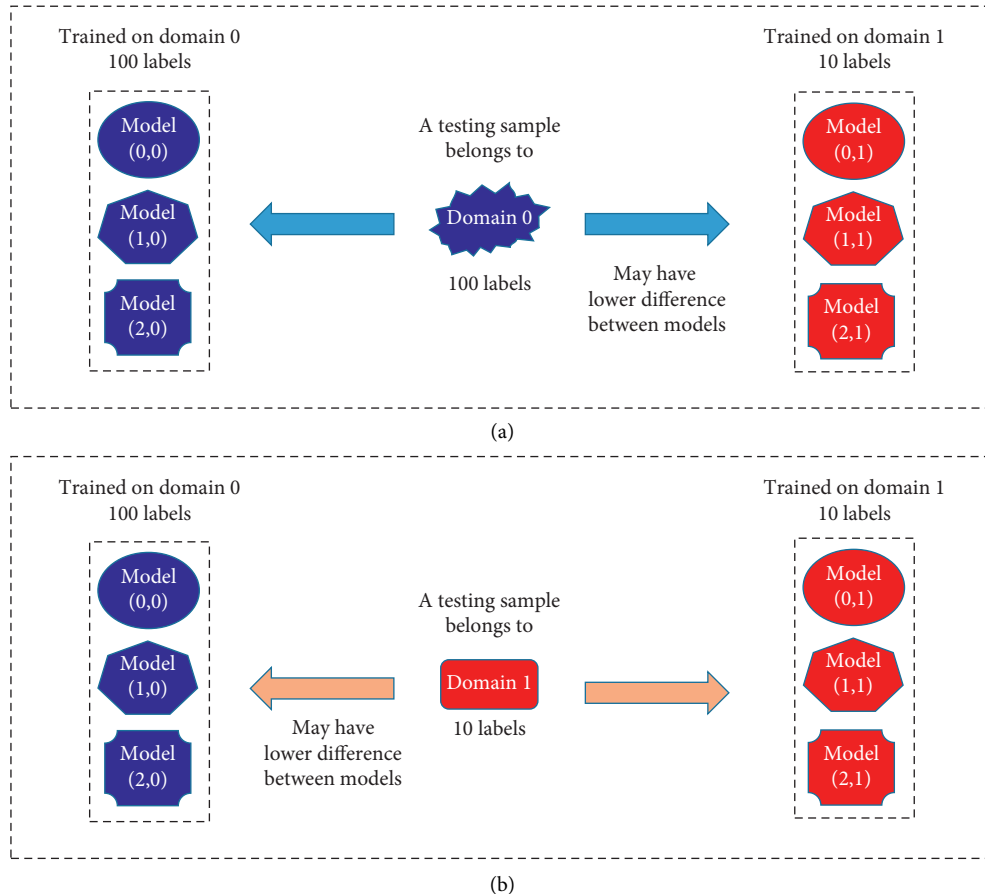 Trained on domain 0
100 labels
Model
(0,0)
Model
(1,0)
Model
(2,0)
A testing sample
belongs to
Domain 0
100 labels
May have
lower difference
between models
Trained on domain 1
10 labels
Model
(0,1)
Model
(1,1)
Model
(2,1)
(a)
Trained on domain 0
100 labels
Model
(0,0)
Model
(1,0)
Model
(2,0)
May have
lower difference
between models
A testing sample
belongs to
Domain 1
10 labels
Trained on domain 1
10 labels
Model
(0,1)
Model
(1,1)
Model
(2,1)
(b)